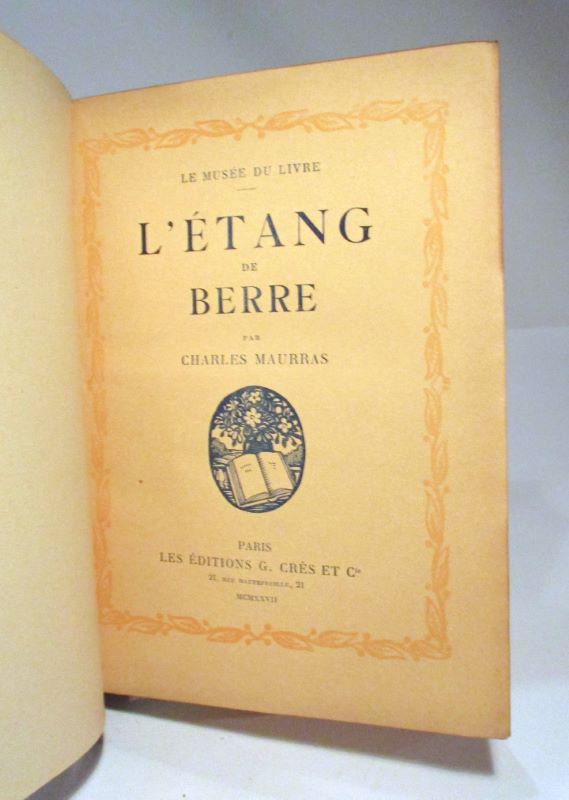 LE MUSÉE DU LIVRE
L'ÉTANG
DE
BERRE
PAR
CHARLES MAURRAS
PARIS
LES ÉDITIONS G. CRÈS ET Cie
21, RUE HAUTEFEUILLE, 21
MCMXXVII